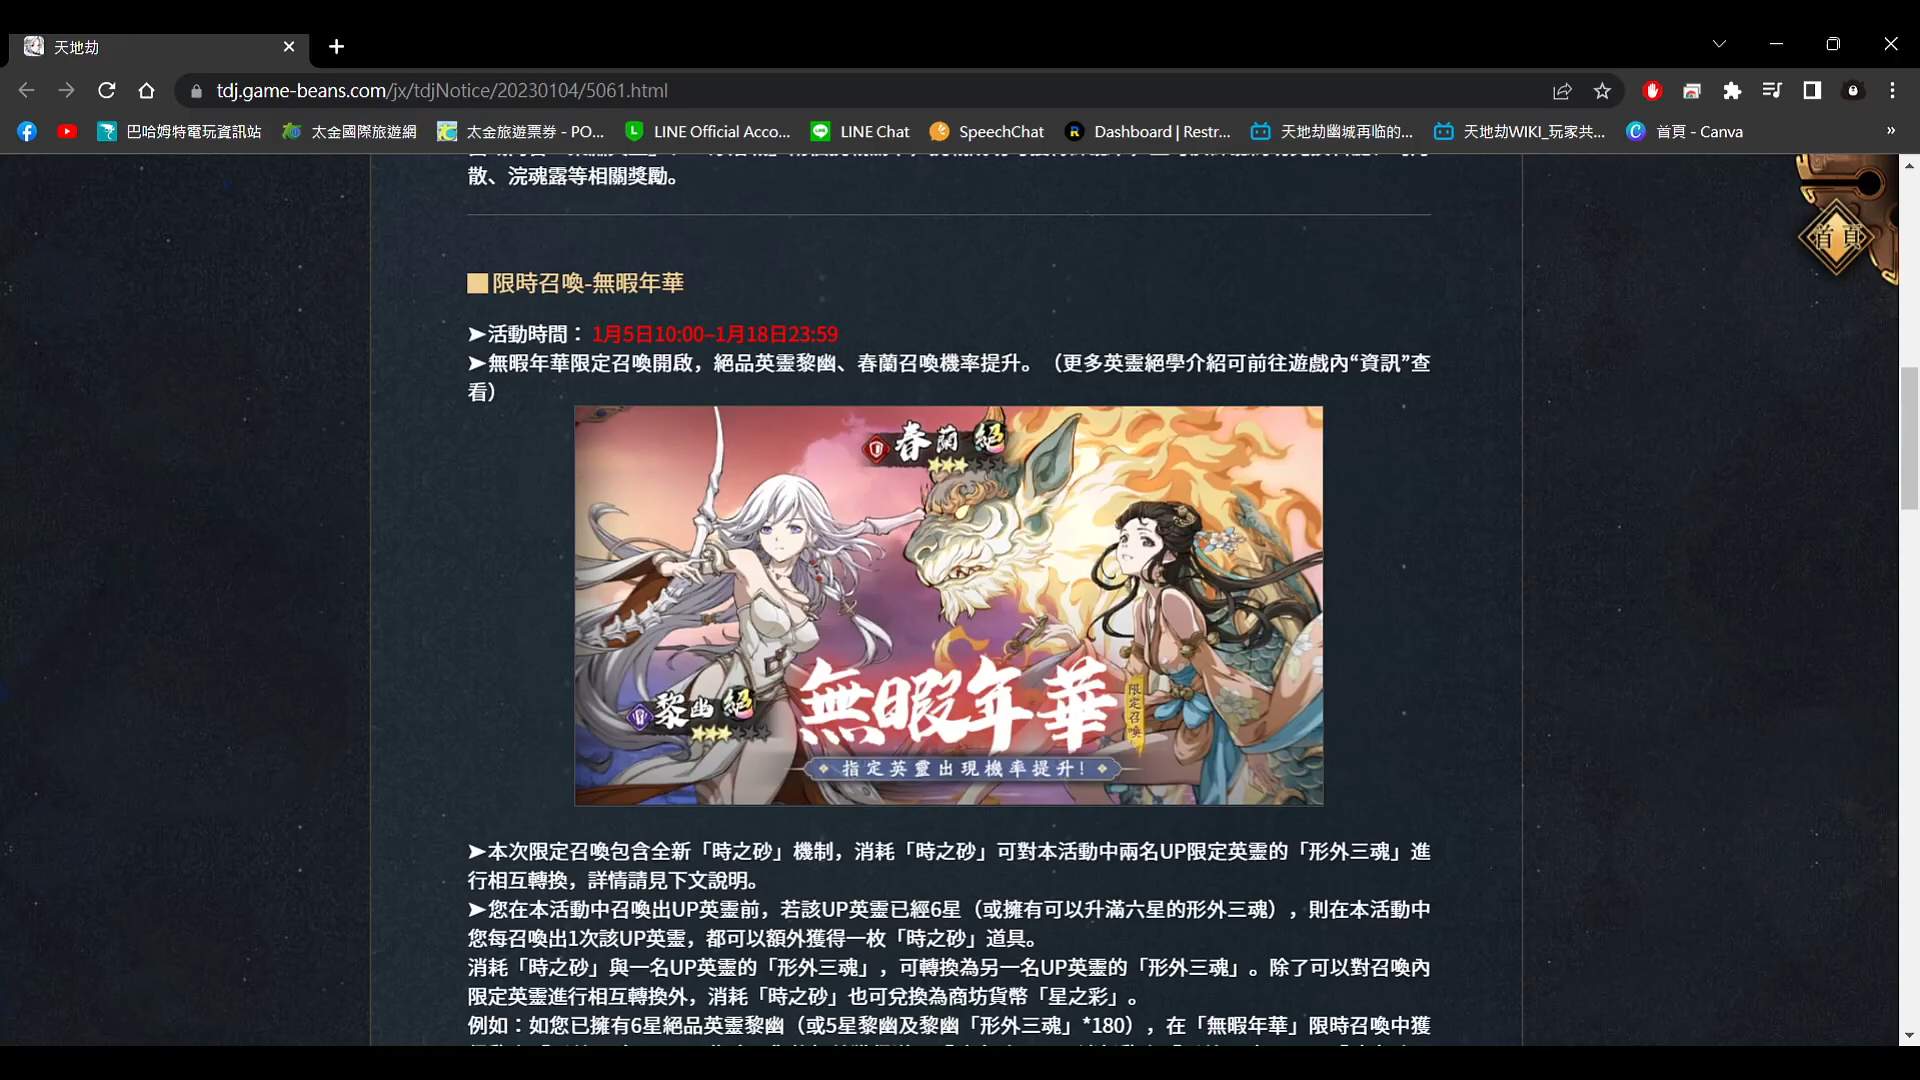 天地劫
tdj.game-beans.com/jx/tdjNotice/20230104/5061.html
巴哈姆特電玩資訊站 太金國際旅遊網 太金旅遊票券 - PO... LINE Official Acco... LINE Chat SpeechChat Dashboard | Restr... 天地劫幽城再临的... 天地劫WIKI_玩家共... 首頁 - Canva »
散、浣魂露等相關獎勵。
首頁
限時召喚-無暇年華
➤活動時間： 1月5日10:00–1月18日23:59
➤無暇年華限定召喚開啟，絕品英靈黎幽、春蘭召喚機率提升。（更多英靈絕學介紹可前往遊戲內“資訊”查
看）
春蘭 絕
黎幽 絕
無暇年華
限定召喚
指定英靈出現機率提升!
➤本次限定召喚包含全新「時之砂」機制，消耗「時之砂」可對本活動中兩名UP限定英靈的「形外三魂」進
行相互轉換，詳情請見下文說明。
➤您在本活動中召喚出UP英靈前，若該UP英靈已經6星（或擁有可以升滿六星的形外三魂），則在本活動中
您每召喚出1次該UP英靈，都可以額外獲得一枚「時之砂」道具。
消耗「時之砂」與一名UP英靈的「形外三魂」，可轉換為另一名UP英靈的「形外三魂」。除了可以對召喚內
限定英靈進行相互轉換外，消耗「時之砂」也可兌換為商坊貨幣「星之彩」。
例如：如您已擁有6星絕品英靈黎幽（或5星黎幽及黎幽「形外三魂」*180），在「無暇年華」限時召喚中獲